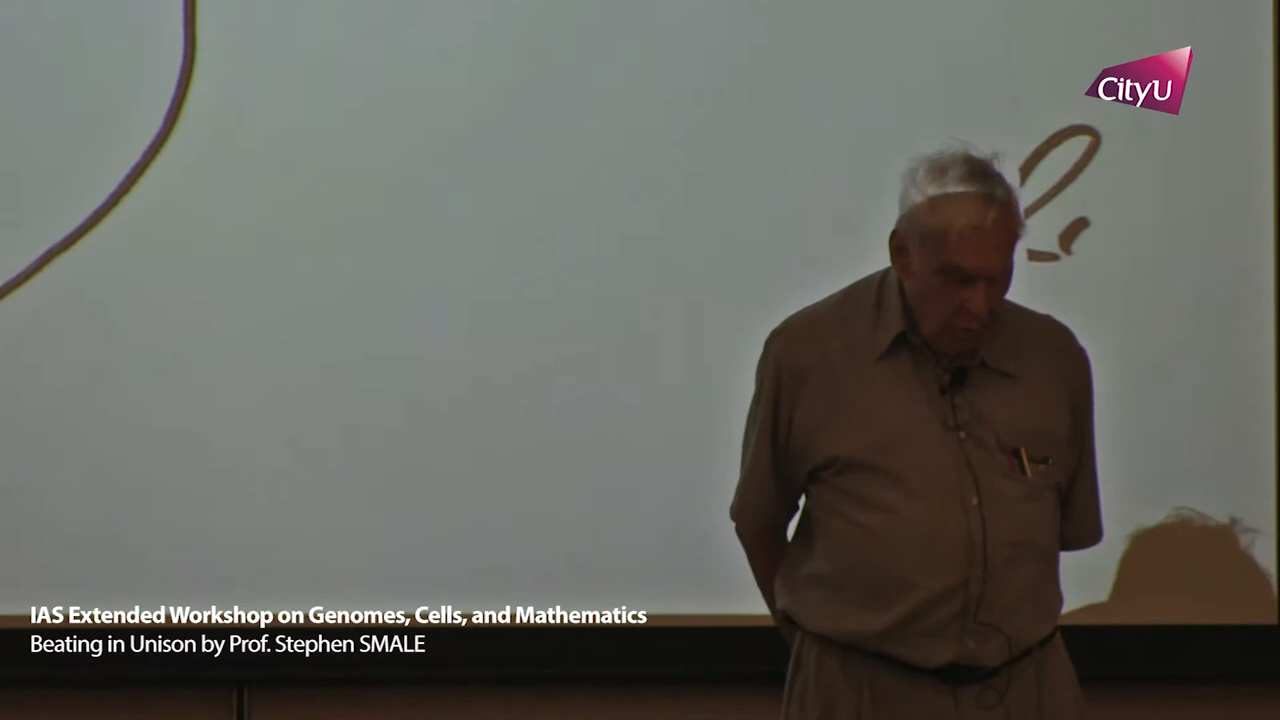 CityU
IAS Extended Workshop on Genomes, Cells, and Mathematics
Beating in Unison by Prof. Stephen SMALE